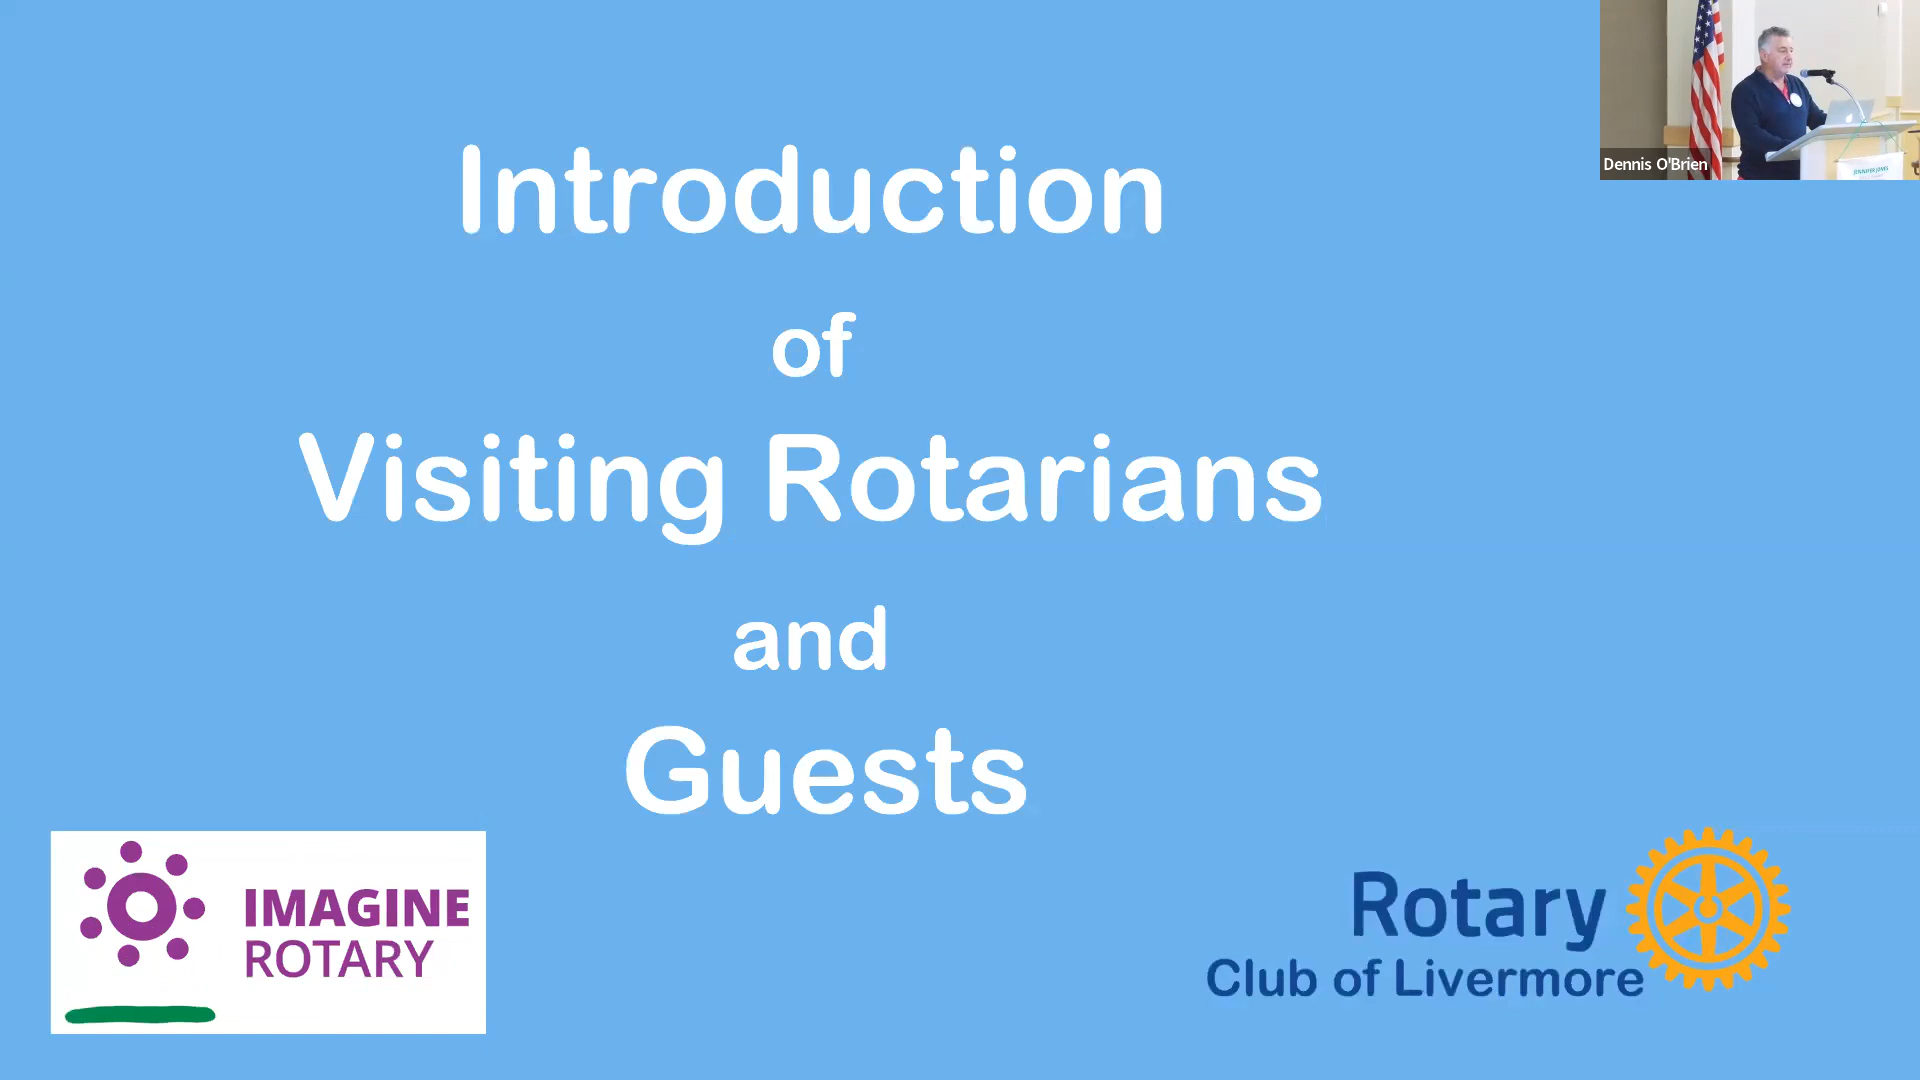 Introduction
of
Visiting Rotarians
and
Guests
Dennis O'Brien
IMAGINE
ROTARY
Rotary
Club of Livermore